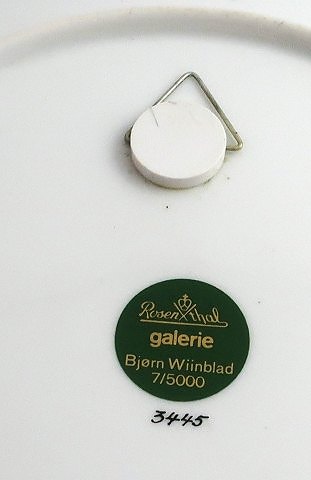 Rosenthal
galerie
Bjørn Wiinblad
7/5000
3445